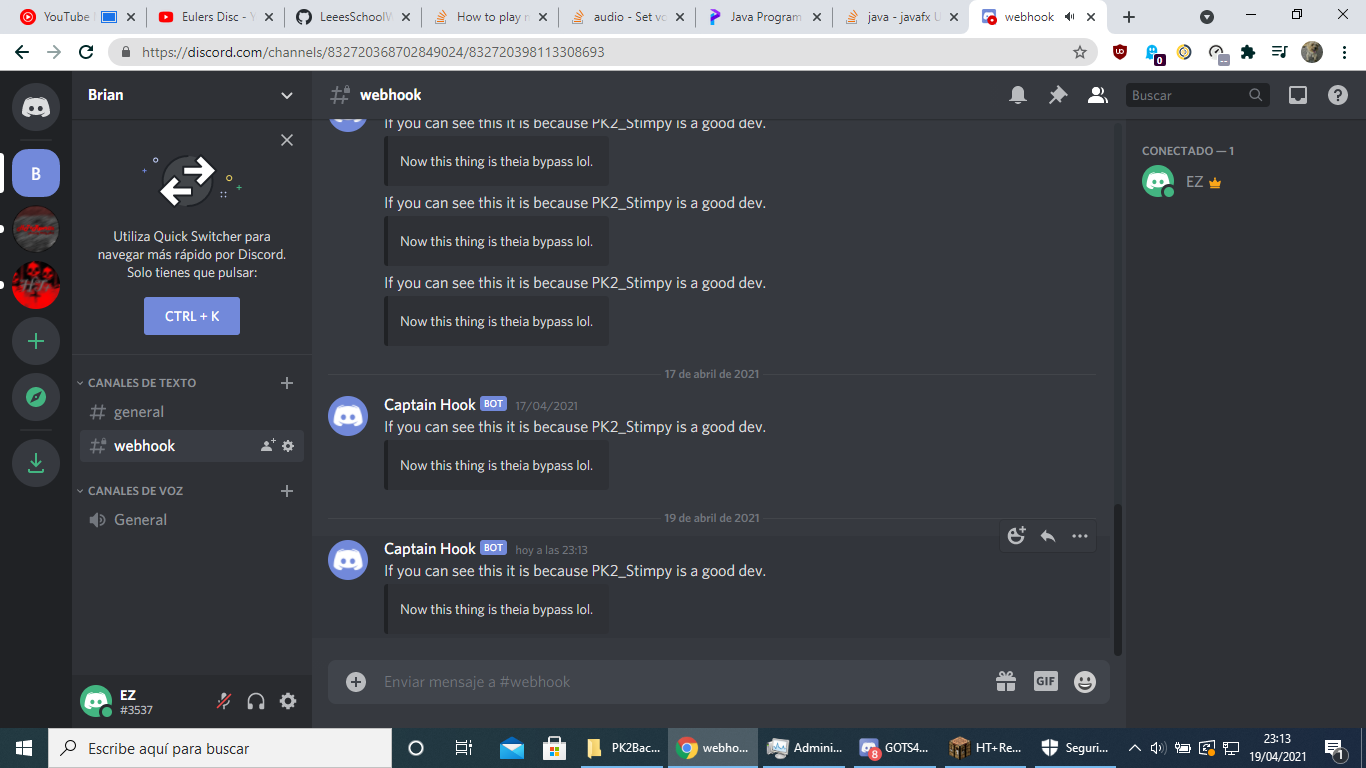 YouTube
Eulers Disc - Y
LeeesSchoolV
How to play m
audio - Set vo
Java Program
java - javafx U
webhook
https://discord.com/channels/832720368702849024/832720398113308693
0
Brian
webhook
Buscar
Utiliza Quick Switcher para
navegar más rápido por Discord.
Solo tienes que pulsar:
CTRL + K
CANALES DE TEXTO
general
webhook
CANALES DE VOZ
General
EZ
#3537
If you can see this it is because PK2_Stimpy is a good dev.
Now this thing is theia bypass lol.
If you can see this it is because PK2_Stimpy is a good dev.
Now this thing is theia bypass lol.
If you can see this it is because PK2_Stimpy is a good dev.
Now this thing is theia bypass lol.
17 de abril de 2021
Captain Hook BOT 17/04/2021
If you can see this it is because PK2_Stimpy is a good dev.
Now this thing is theia bypass lol.
19 de abril de 2021
Captain Hook BOT hoy a las 23:13
If you can see this it is because PK2_Stimpy is a good dev.
Now this thing is theia bypass lol.
Enviar mensaje a #webhook
GIF
CONECTADO — 1
EZ
B
Escribe aquí para buscar
PK2Bac...
webho...
Admini...
8
GOTS4...
HT+Re...
Seguri...
23:13
19/04/2021
1